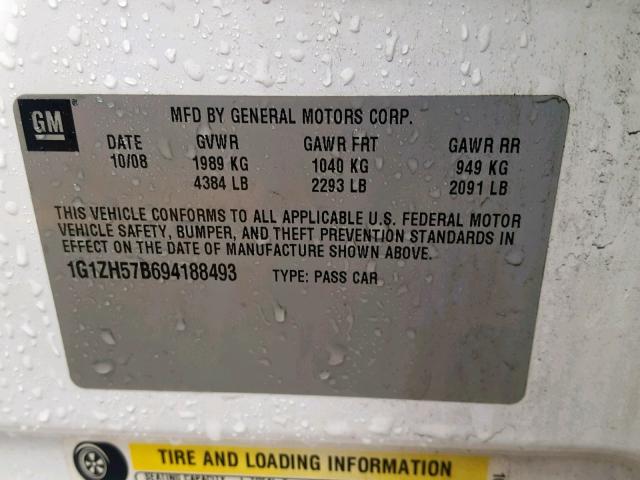 GM
MFD BY GENERAL MOTORS CORP.
DATE GVWR GAWR FRT GAWR RR
10/08 1989 KG 1040 KG 949 KG
4384 LB 2293 LB 2091 LB
THIS VEHICLE CONFORMS TO ALL APPLICABLE U.S. FEDERAL MOTOR
VEHICLE SAFETY, BUMPER, AND THEFT PREVENTION STANDARDS IN
EFFECT ON THE DATE OF MANUFACTURE SHOWN ABOVE.
1G1ZH57B694188493 TYPE: PASS CAR
TIRE AND LOADING INFORMATION
SEATING CAPACITY